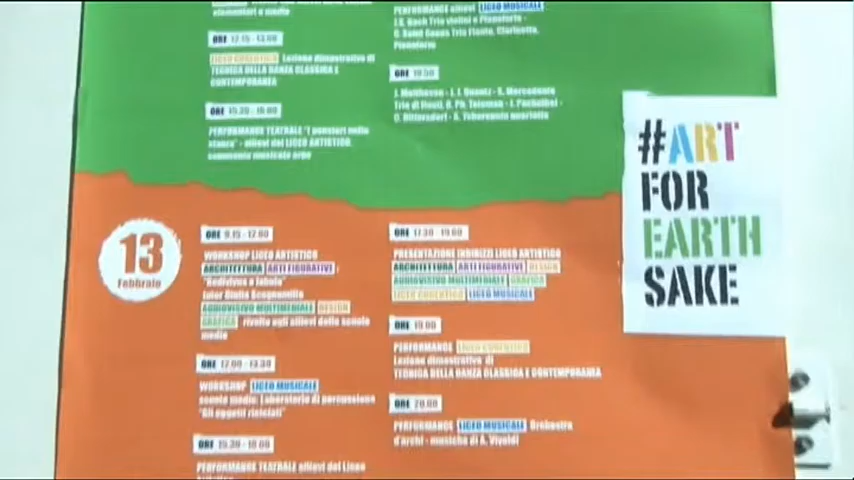 elementari e medie
ORE 12.15 - 13.00
LICEO COREUTICO Lezione dimostrativa di
TECNICA DELLA DANZA CLASSICA E
CONTEMPORANEA
ORE 15.30 - 16.00
PERFORMANCE TEATRALE "I pensieri nella
stanza" - allievi del LICEO ARTISTICO,
PERFORMANCE allievi LICEO MUSICALE
J.S. Bach Trio violini e Pianoforte -
C. Saint Saens Trio Flauto, Clarinetto,
Pianoforte
J. Mattheson - J.J. Quantz - S. Mercadante
Trio di flauti, G. Ph. Telemann - J. Pachelbel -
quartetto
#ART
FOR
EARTH
SAKE
13
Febbraio
ORE 9.15 - 12.00
WORKSHOP LICEO ARTISTICO
ARCHITETTURA ARTI FIGURATIVE,
"Redivivus a fabula"
AUDIOVISIVO MULTIMEDIALE DESIGN
GRAFICA rivolto agli allievi delle scuole
medie
ORE 12.00 - 13.30
WORKSHOP LICEO MUSICALE
scuole medie: Laboratorio di percussione
"Gli oggetti riciclati"
ORE 15.30 - 16.00
PERFORMANCE TEATRALE allievi del Liceo
ORE 17.30 - 19.00
PRESENTAZIONE INDIRIZZI LICEO ARTISTICO
ARCHITETTURA ARTI FIGURATIVE DESIGN
AUDIOVISIVO MULTIMEDIALE GRAFICA
LICEO COREUTICO LICEO MUSICALE
ORE 19.00
PERFORMANCE LICEO COREUTICO
Lezione dimostrativa di
TECNICA DELLA DANZA CLASSICA E CONTEMPORANEA
ORE 20.00
PERFORMANCE LICEO MUSICALE Orchestra
d'archi - musiche di A. Vivaldi